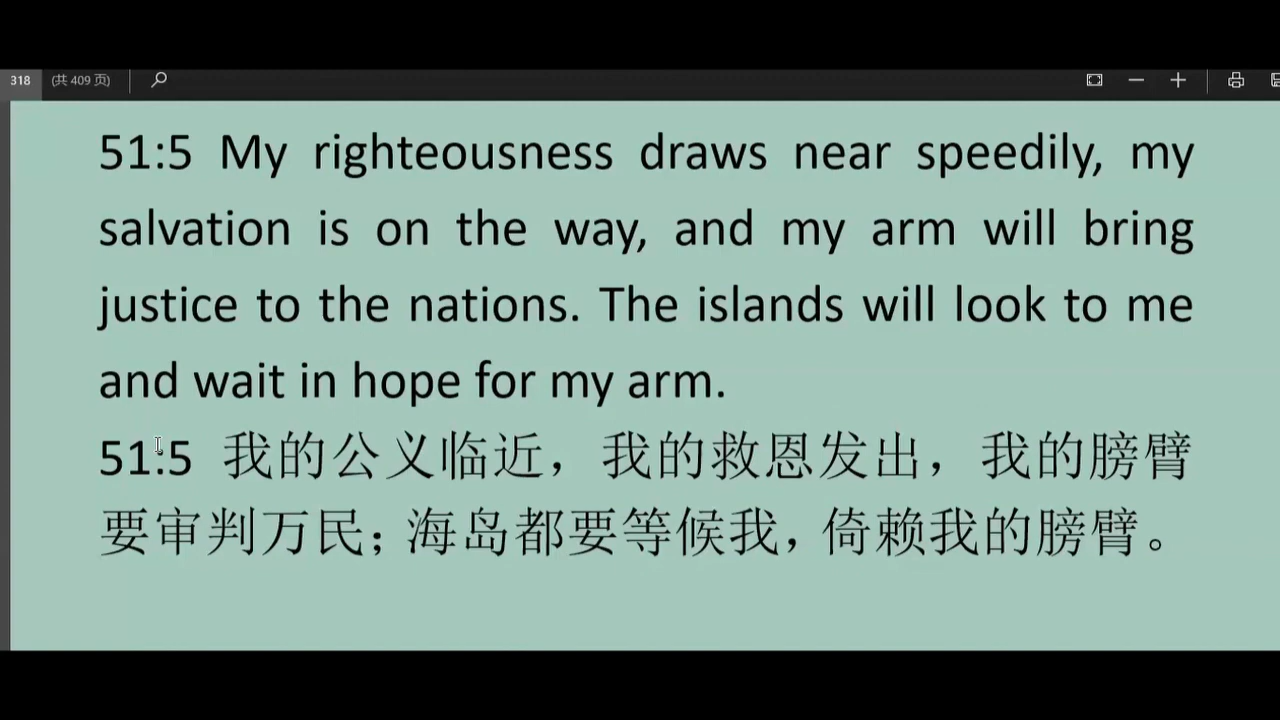 318 (共 409 页)
51:5 My righteousness draws near speedily, my
salvation is on the way, and my arm will bring
justice to the nations. The islands will look to me
and wait in hope for my arm.
51:5 我的公义临近，我的救恩发出，我的膀臂
要审判万民；海岛都要等候我，倚赖我的膀臂。